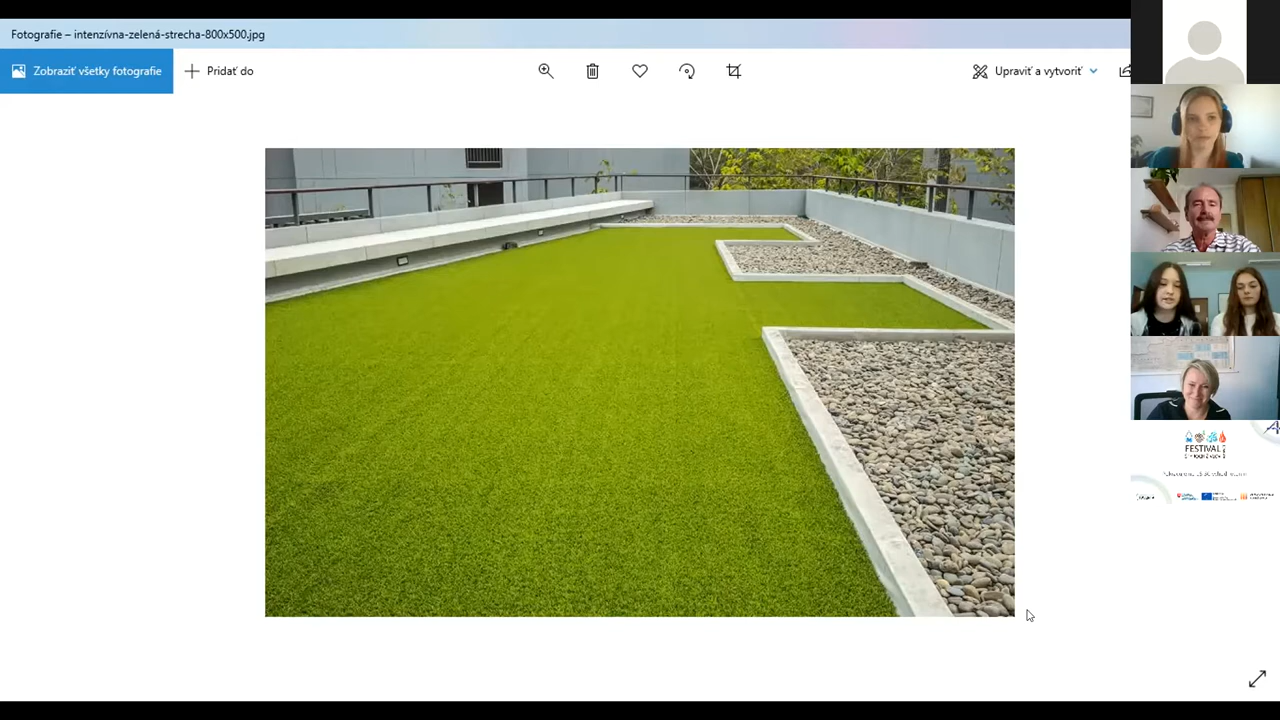 Fotografie – intenzívna-zelená-strecha-800x500.jpg
Zobraziť všetky fotografie
Pridať do
Upraviť a vytvoriť
FESTIVAL